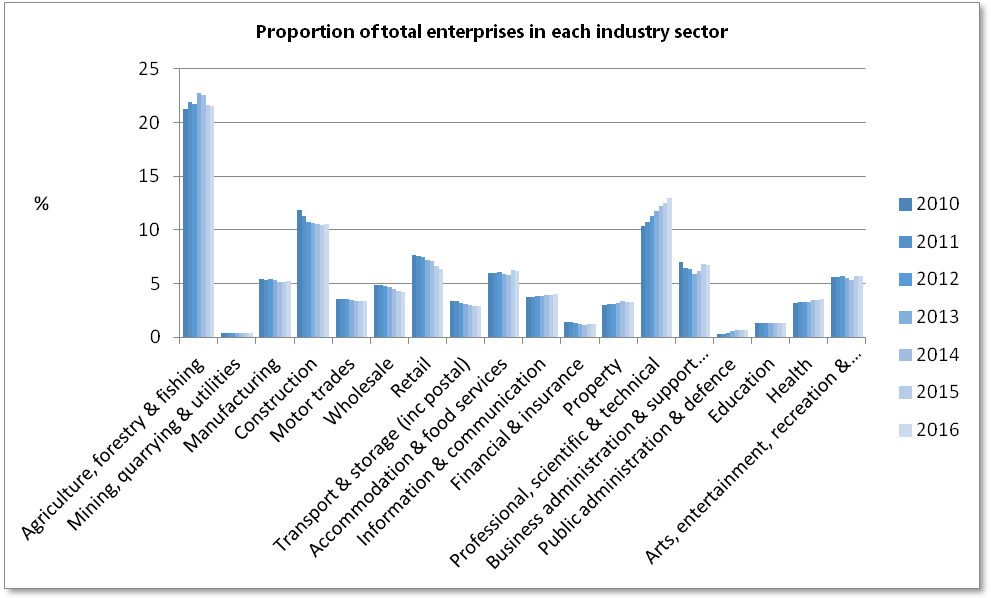 Proportion of total enterprises in each industry sector
25
20
15
10
5
0
%
Agriculture, forestry & fishing
Mining, quarrying & utilities
Manufacturing
Construction
Motor trades
Wholesale
Retail
Transport & storage (inc postal)
Accommodation & food services
Information & communication
Financial & insurance
Property
Professional, scientific & technical
Business administration & support...
Public administration & defence
Education
Health
Arts, entertainment, recreation &...
2010
2011
2012
2013
2014
2015
2016